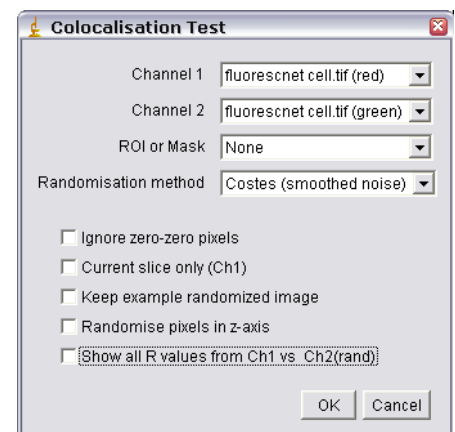 Colocalisation Test
Channel 1 fluorescnet cell.tif (red)
Channel 2 fluorescnet cell.tif (green)
ROI or Mask None
Randomisation method Costes (smoothed noise)
Ignore zero-zero pixels
Current slice only (Ch1)
Keep example randomized image
Randomise pixels in z-axis
Show all R values from Ch1 vs Ch2(rand)
OK Cancel